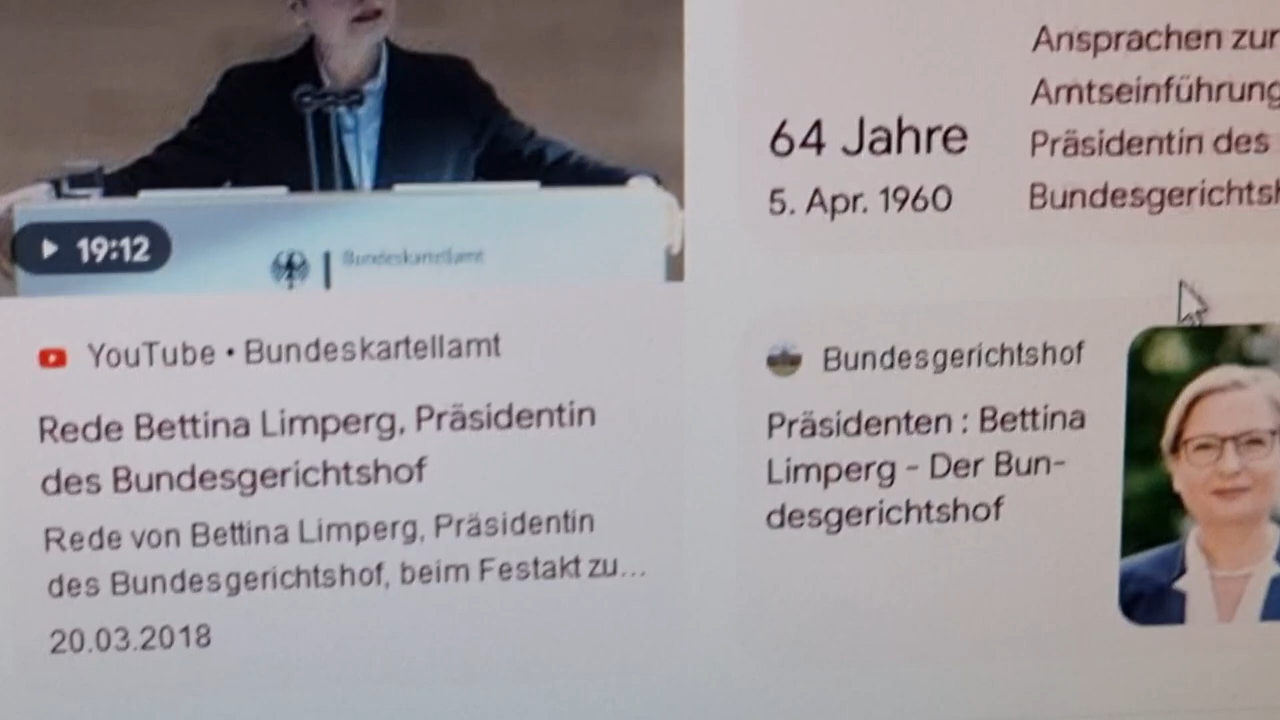 19:12
Bundeskartellamt
YouTube • Bundeskartellamt
Rede Bettina Limperg, Präsidentin
des Bundesgerichtshof
Rede von Bettina Limperg, Präsidentin
des Bundesgerichtshof, beim Festakt zu...
20.03.2018
64 Jahre
5. Apr. 1960
Ansprachen zur
Amtseinführung
Präsidentin des
Bundesgerichtsh
Bundesgerichtshof
Präsidenten : Bettina
Limperg - Der Bun-
desgerichtshof